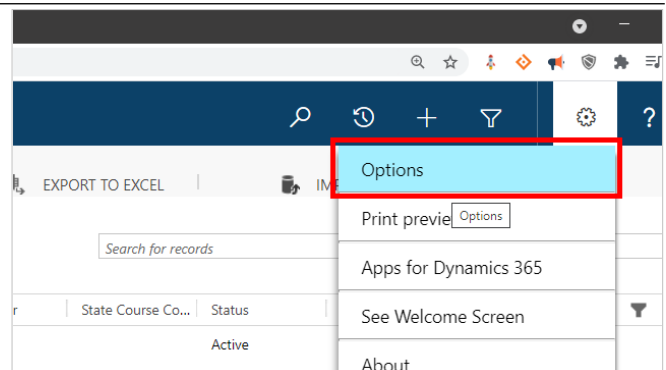 ?
Options
EXPORT TO EXCEL
Print previe
Options
Search for records
Apps for Dynamics 365
State Course Co...
Status
See Welcome Screen
Active
About